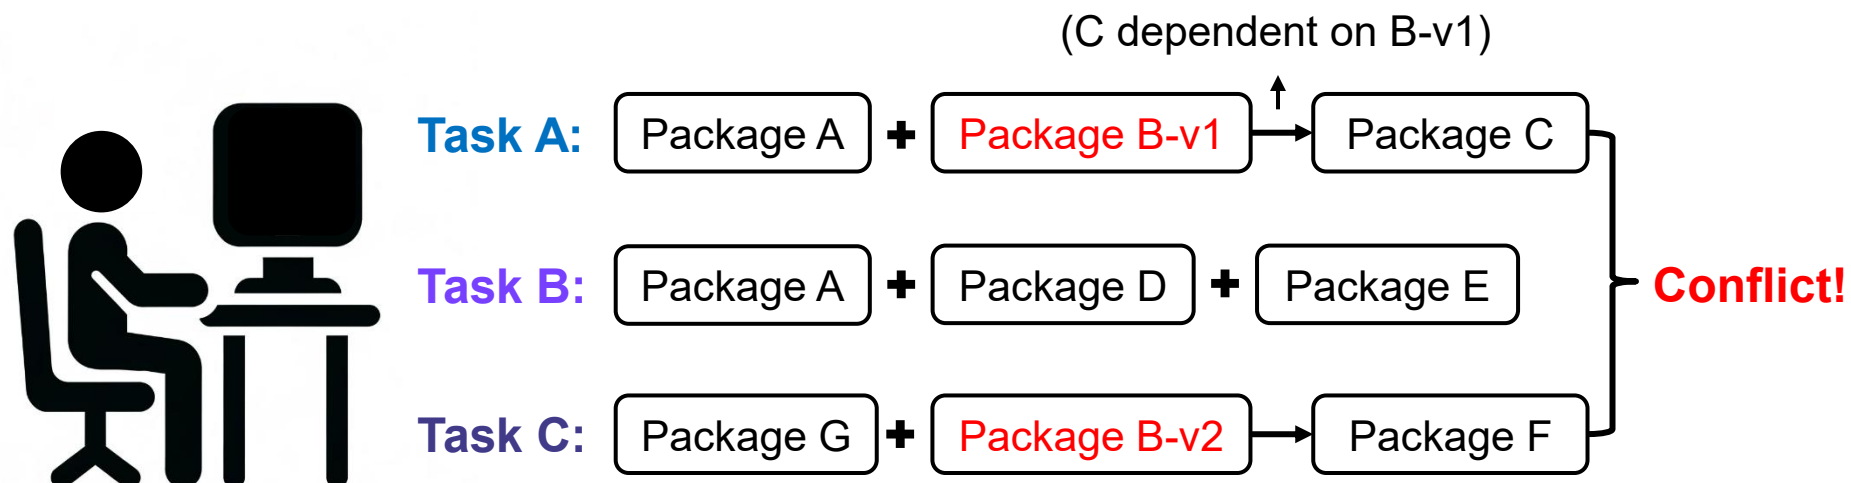 (C dependent on B-v1)
Task A: Package A + Package B-v1 Package C
Task B: Package A + Package D + Package E
Conflict!
Task C: Package G + Package B-v2 Package F